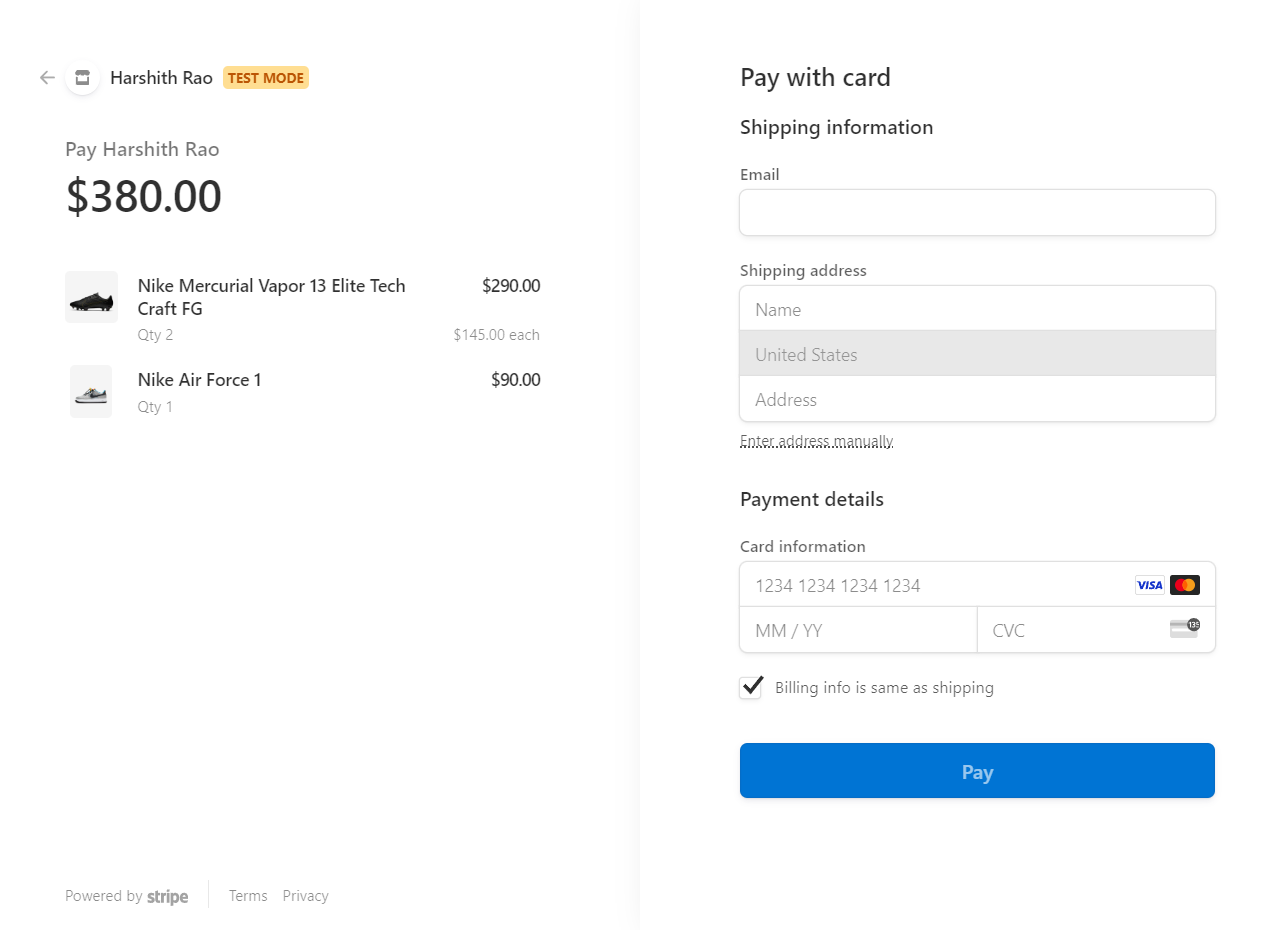 Harshith Rao TEST MODE
Pay Harshith Rao
$380.00
Nike Mercurial Vapor 13 Elite Tech Craft FG $290.00
Qty 2 $145.00 each
Nike Air Force 1 $90.00
Qty 1
Powered by stripe Terms Privacy
Pay with card
Shipping information
Email
Shipping address
Name
United States
Address
Enter address manually
Payment details
Card information
1234 1234 1234 1234 VISA
MM / YY CVC 135
Billing info is same as shipping
Pay